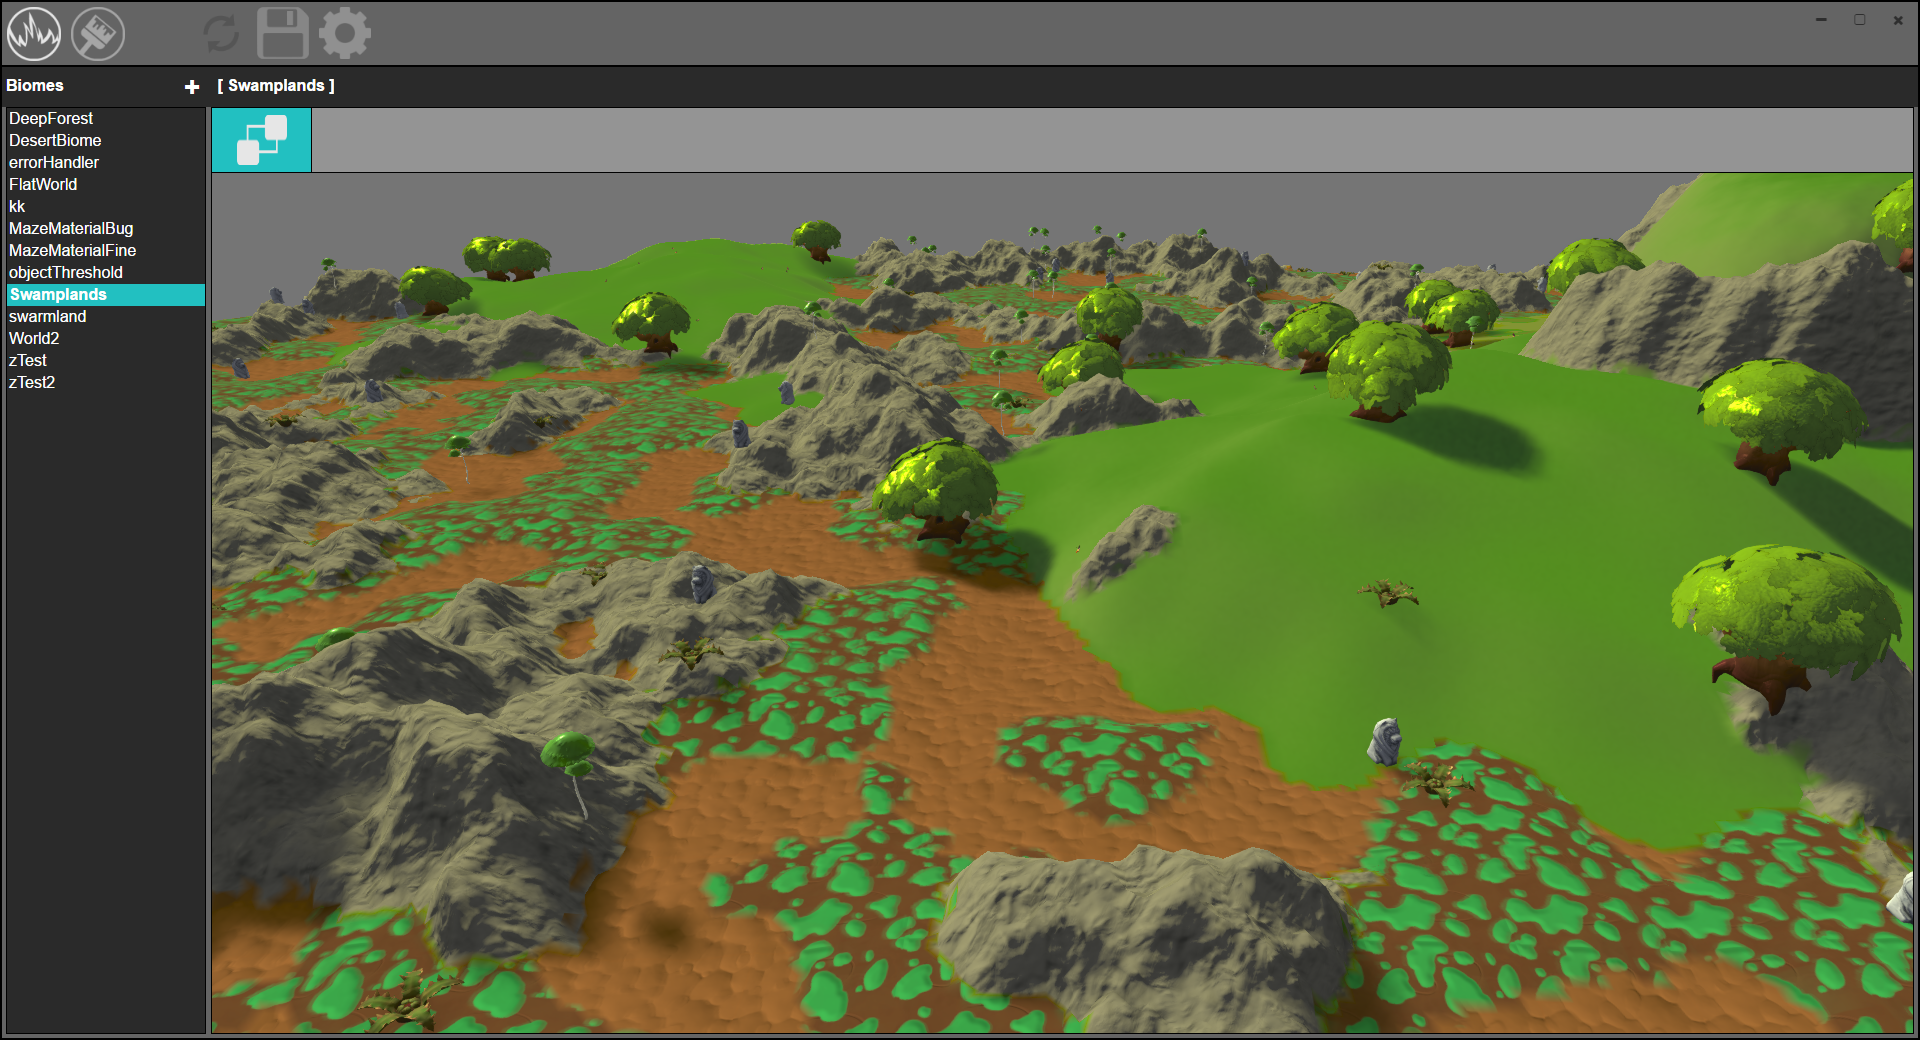 Biomes
[ Swamplands ]
DeepForest
DesertBiome
errorHandler
FlatWorld
kk
MazeMaterialBug
MazeMaterialFine
objectThreshold
Swamplands
swarmland
World2
zTest
zTest2